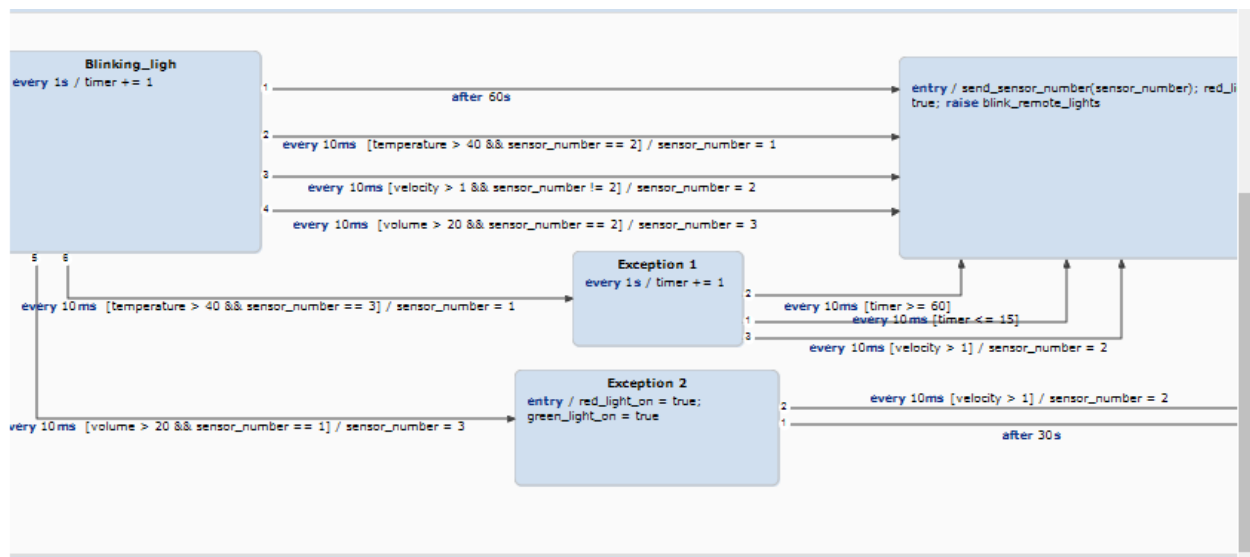 Blinking_ligh
every 1s / timer += 1
1
after 60s
2
every 10ms [temperature > 40 && sensor_number == 2] / sensor_number = 1
3
every 10ms [velocity > 1 && sensor_number != 2] / sensor_number = 2
4
every 10ms [volume > 20 && sensor_number == 2] / sensor_number = 3
entry / send_sensor_number(sensor_number); red_li
true; raise blink_remote_lights
5 6
every 10ms [temperature > 40 && sensor_number == 3] / sensor_number = 1
Exception 1
every 1s / timer += 1
2
every 10ms [timer >= 60]
1
every 10ms [timer <= 15]
3
every 10ms [velocity > 1] / sensor_number = 2
very 10ms [volume > 20 && sensor_number == 1] / sensor_number = 3
Exception 2
entry / red_light_on = true;
green_light_on = true
2
every 10ms [velocity > 1] / sensor_number = 2
1
after 30s